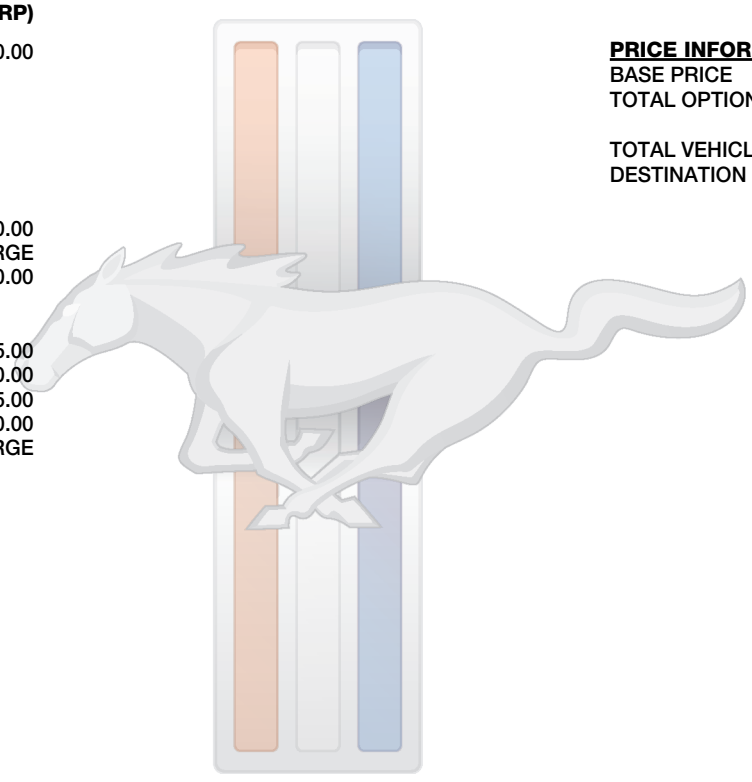 RP)
0.00
0.00
RGE
0.00
5.00
0.00
5.00
0.00
RGE
PRICE INFOR
BASE PRICE
TOTAL OPTION
TOTAL VEHICL
DESTINATION